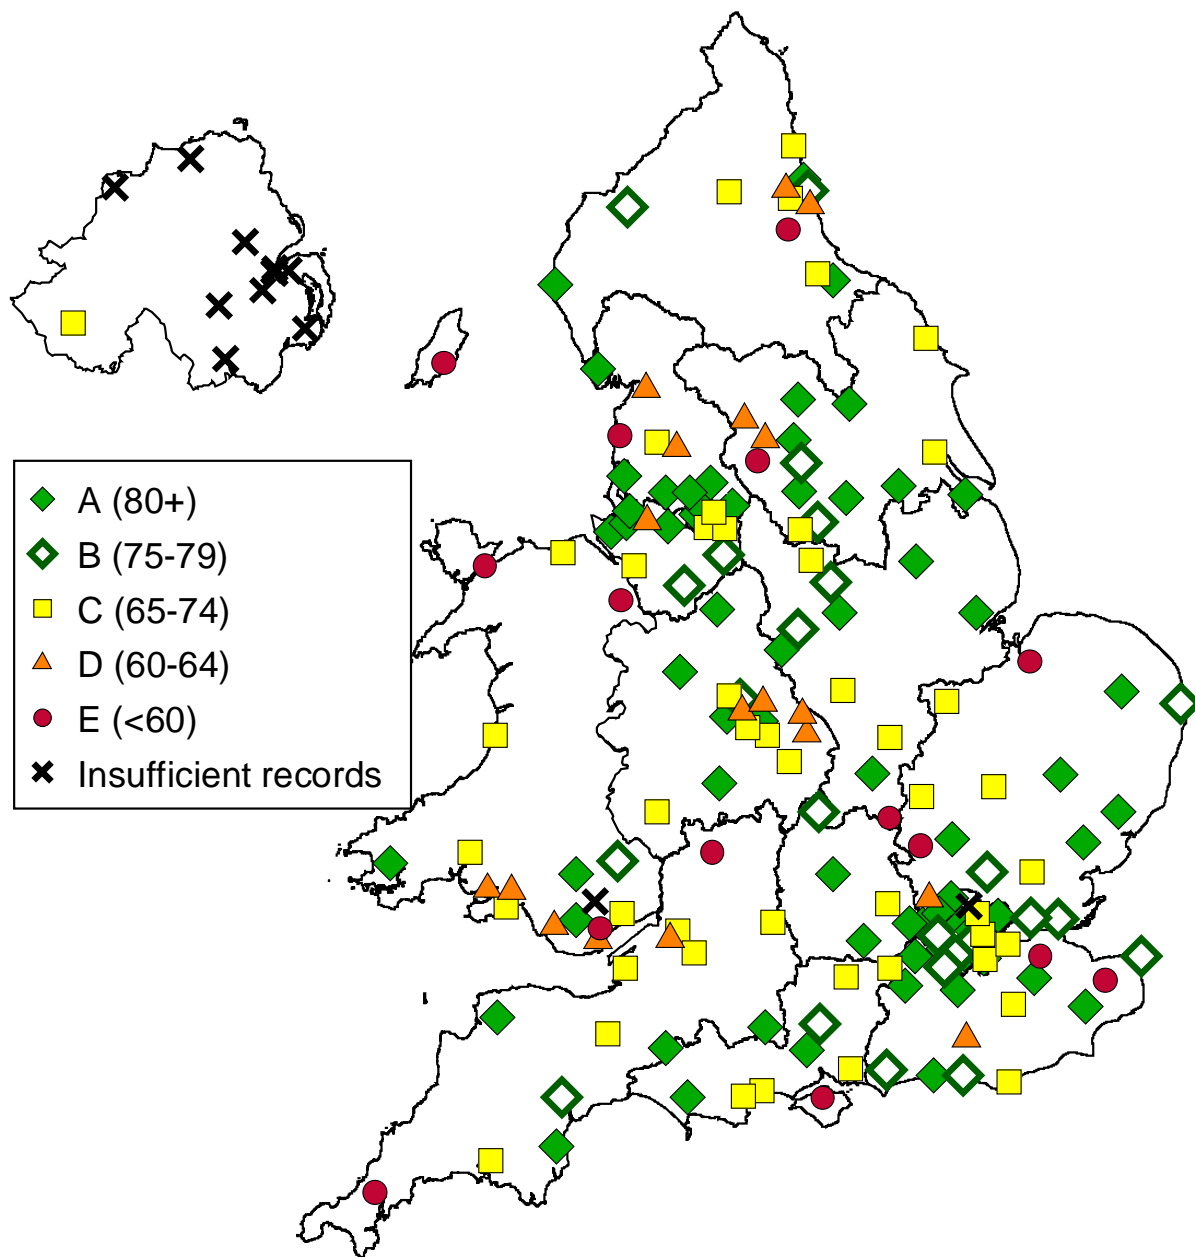 A (80+)
B (75-79)
C (65-74)
D (60-64)
E (<60)
Insufficient records